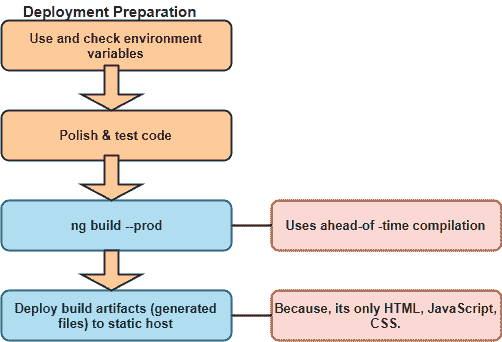 Deployment Preparation
Use and check environment
variables
Polish & test code
ng build --prod
Uses ahead-of -time compilation
Deploy build artifacts (generated
files) to static host
Because, its only HTML, JavaScript,
CSS.